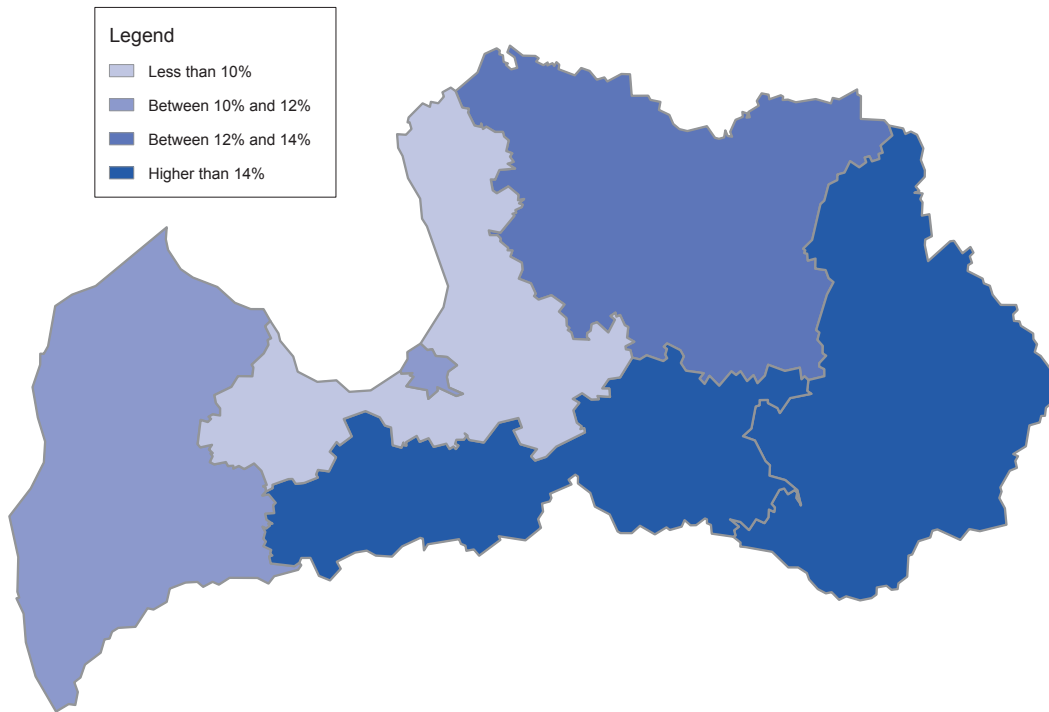 Legend
Less than 10%
Between 10% and 12%
Between 12% and 14%
Higher than 14%